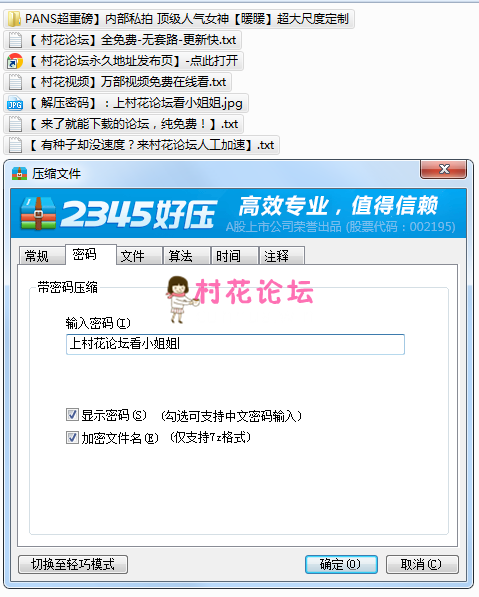 PANS超重磅】内部私拍 顶级人气女神【暖暖】超大尺度定制
【 村花论坛】全免费-无套路-更新快.txt
【 村花论坛永久地址发布页】-点此打开
【 村花视频】万部视频免费在线看.txt
JPG
【 解压密码】：上村花论坛看小姐姐.jpg
【 来了就能下载的论坛，纯免费！】.txt
【 有种子却没速度？来村花论坛人工加速】.txt
压缩文件
2345好压
高效专业，值得信赖
A股上市公司荣誉出品 (股票代码：002195)
常规 密码 文件 算法 时间 注释
村花论坛
带密码压缩
输入密码(I)
上村花论坛看小姐姐
显示密码(S) (勾选可支持中文密码输入)
加密文件名(E) (仅支持7z格式)
切换至轻巧模式 确定(O) 取消(C)